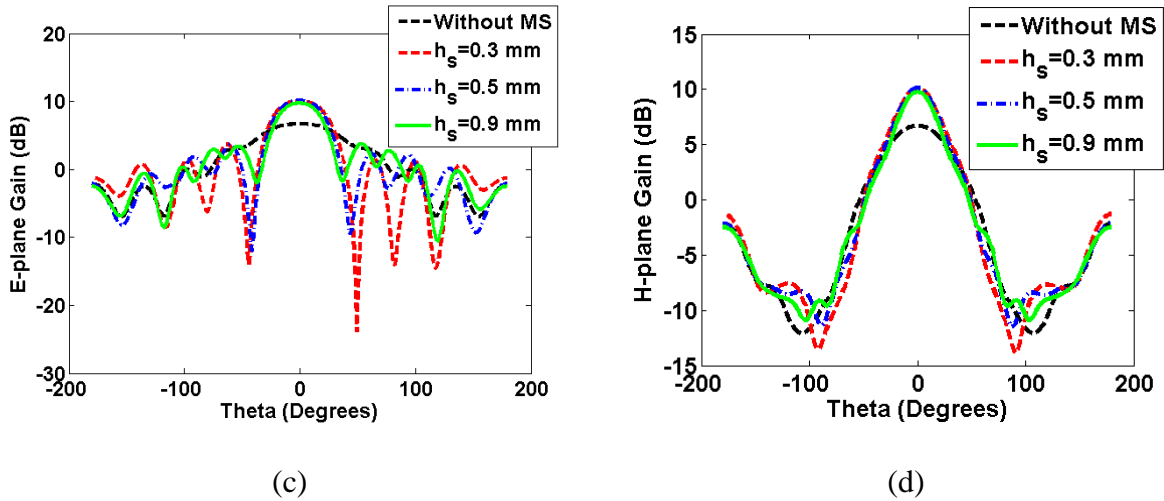 20
10
0
-10
-20
-30
-200
-100
0
100
200
E-plane Gain (dB)
Theta (Degrees)
Without MS
hs=0.3 mm
hs=0.5 mm
hs=0.9 mm
(c)
15
10
5
0
-5
-10
-15
-200
-100
0
100
200
H-plane Gain (dB)
Theta (Degrees)
Without MS
hs=0.3 mm
hs=0.5 mm
hs=0.9 mm
(d)